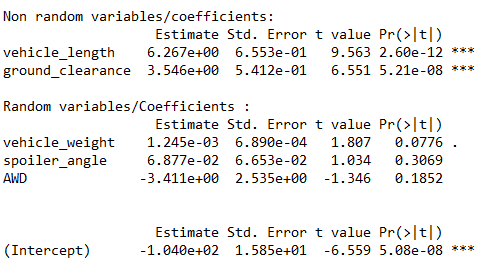 Non random variables/coefficients:
Estimate Std. Error t value Pr(>|t|)
vehicle_length 6.267e+00 6.553e-01 9.563 2.60e-12 ***
ground_clearance 3.546e+00 5.412e-01 6.551 5.21e-08 ***
Random variables/Coefficients :
Estimate Std. Error t value Pr(>|t|)
vehicle_weight 1.245e-03 6.890e-04 1.807 0.0776 .
spoiler_angle 6.877e-02 6.653e-02 1.034 0.3069
AWD -3.411e+00 2.535e+00 -1.346 0.1852
Estimate Std. Error t value Pr(>|t|)
(Intercept) -1.040e+02 1.585e+01 -6.559 5.08e-08 ***